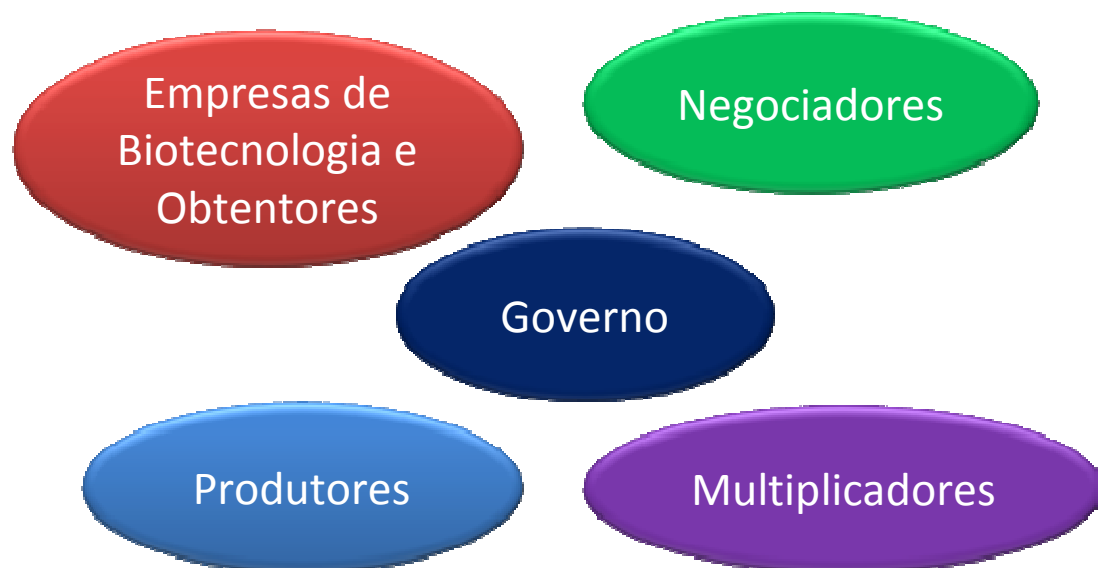 Empresas de
Biotecnologia e
Obtentores
Negociadores
Governo
Produtores
Multiplicadores